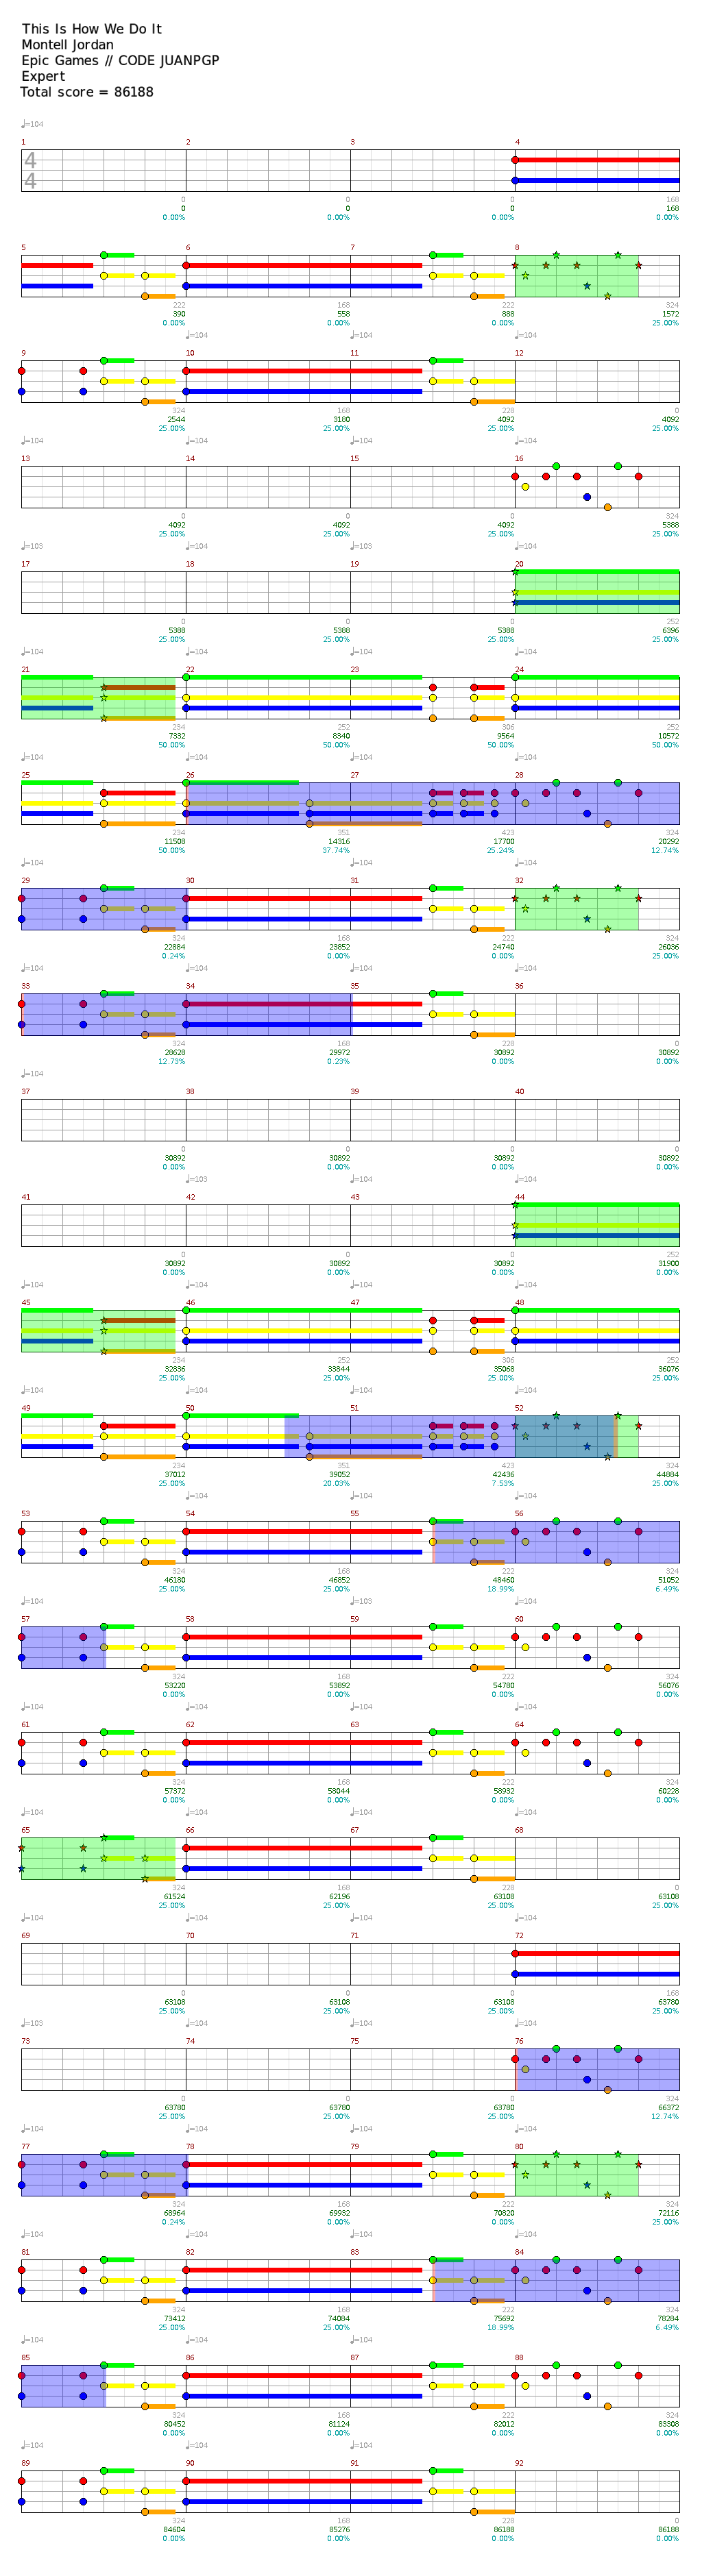 This Is How We Do It
Montell Jordan
Epic Games // CODE JUANPGP
Expert
Total score = 86188
♩=104
1 2 3 4
4
4
0 0 0 168
0 0 0 168
0.00% 0.00% 0.00% 0.00%
5 6 7 8
222 168 222 324
390 558 888 1572
0.00% 0.00% 0.00% 25.00%
♩=104 ♩=104
9 10 11 12
324 168 228 0
2544 3180 4092 4092
25.00% 25.00% 25.00% 25.00%
♩=104 ♩=104 ♩=104 ♩=104
13 14 15 16
0 0 0 324
4092 4092 4092 5388
25.00% 25.00% 25.00% 25.00%
♩=103 ♩=104 ♩=103 ♩=104
17 18 19 20
0 0 0 252
5388 5388 5388 6396
25.00% 25.00% 25.00% 25.00%
♩=104 ♩=104 ♩=104 ♩=104
21 22 23 24
234 252 306 252
7332 8340 9564 10572
50.00% 50.00% 50.00% 50.00%
♩=104 ♩=104 ♩=104 ♩=104
25 26 27 28
234 351 423 324
11508 14316 17700 20292
50.00% 37.74% 25.24% 12.74%
♩=104 ♩=104 ♩=104 ♩=104
29 30 31 32
324 168 222 324
22884 23852 24740 26036
0.24% 0.00% 0.00% 25.00%
♩=104 ♩=104 ♩=104 ♩=104
33 34 35 36
324 169 228 0
28628 29972 30892 30892
12.73% 0.23% 0.00% 0.00%
♩=104
37 38 39 40
0 0 0 0
30892 30892 30892 30892
0.00% 0.00% 0.00% 0.00%
♩=103 ♩=104
41 42 43 44
0 0 0 252
30892 30892 30892 31900
0.00% 0.00% 0.00% 0.00%
♩=104 ♩=104 ♩=104 ♩=104
45 46 47 48
234 252 306 252
32836 33844 35068 36076
25.00% 25.00% 25.00% 25.00%
♩=104 ♩=104 ♩=104 ♩=104
49 50 51 52
234 351 423 324
37012 39052 42436 44884
25.00% 20.03% 7.53% 25.00%
♩=104 ♩=104 ♩=104
53 54 55 56
324 168 222 324
46180 46852 48460 51052
25.00% 25.00% 18.99% 6.49%
♩=104 ♩=104 ♩=103 ♩=104
57 58 59 60
324 168 222 324
53220 53892 54780 56076
0.00% 0.00% 0.00% 0.00%
♩=104 ♩=104 ♩=104 ♩=104
61 62 63 64
324 168 222 324
57372 58044 58932 60228
0.00% 0.00% 0.00% 0.00%
♩=104 ♩=104 ♩=104
65 66 67 68
324 168 228 0
61524 62196 63108 63108
25.00% 25.00% 25.00% 25.00%
♩=104 ♩=104 ♩=104
69 70 71 72
0 0 0 168
63108 63108 63108 63780
25.00% 25.00% 25.00% 25.00%
♩=103 ♩=104 ♩=104 ♩=104
73 74 75 76
0 0 0 324
63780 63780 63780 66372
25.00% 25.00% 25.00% 12.74%
♩=104 ♩=104 ♩=104 ♩=104
77 78 79 80
324 168 222 324
68964 69932 70820 72116
0.24% 0.00% 0.00% 25.00%
♩=104 ♩=104 ♩=104 ♩=104
81 82 83 84
324 168 222 324
73412 74084 75692 78284
25.00% 25.00% 18.99% 6.49%
♩=104 ♩=104 ♩=104 ♩=104
85 86 87 88
324 168 222 324
80452 81124 82012 83308
0.00% 0.00% 0.00% 0.00%
♩=104 ♩=104 ♩=104
89 90 91 92
324 168 228 0
84604 85276 86188 86188
0.00% 0.00% 0.00% 0.00%